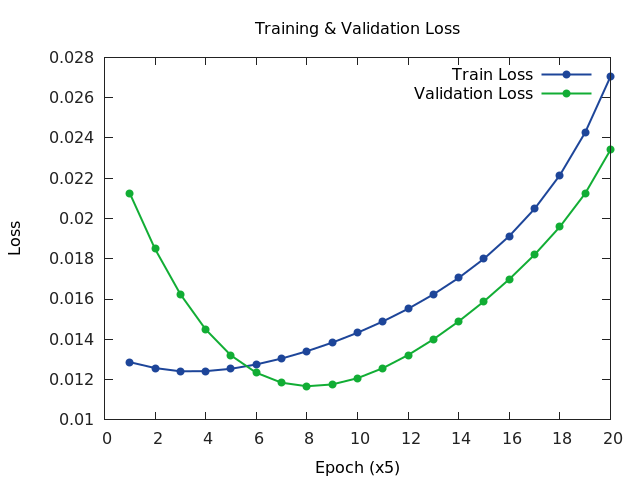 Training & Validation Loss
0.028
0.026
0.024
0.022
0.02
0.018
0.016
0.014
0.012
0.01
Loss
Train Loss
Validation Loss
0 2 4 6 8 10 12 14 16 18 20
Epoch (x5)